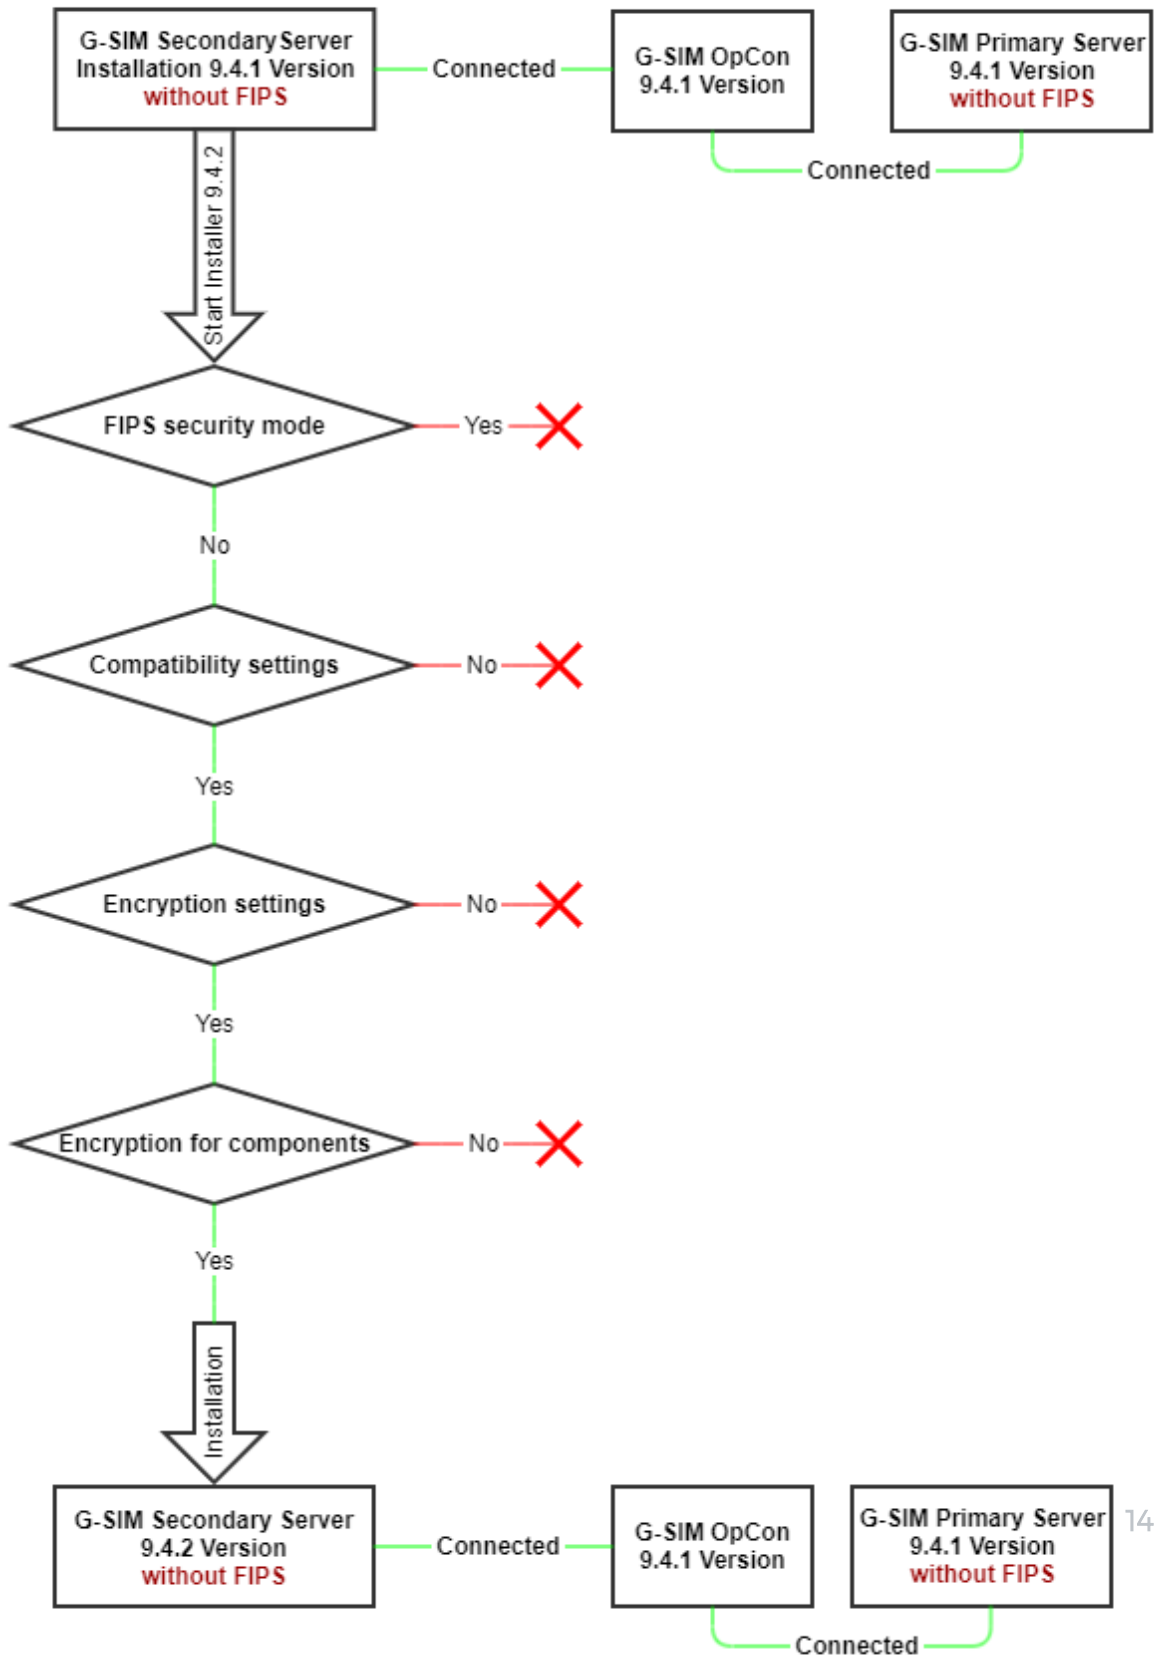 G-SIM Secondary Server
Installation 9.4.1 Version
without FIPS
Connected
G-SIM OpCon
9.4.1 Version
G-SIM Primary Server
9.4.1 Version
without FIPS
Connected
Start Installer 9.4.2
FIPS security mode
Yes
No
Compatibility settings
No
Yes
Encryption settings
No
Yes
Encryption for components
No
Yes
Installation
G-SIM Secondary Server
9.4.2 Version
without FIPS
Connected
G-SIM OpCon
9.4.1 Version
G-SIM Primary Server
9.4.1 Version
without FIPS
14
Connected